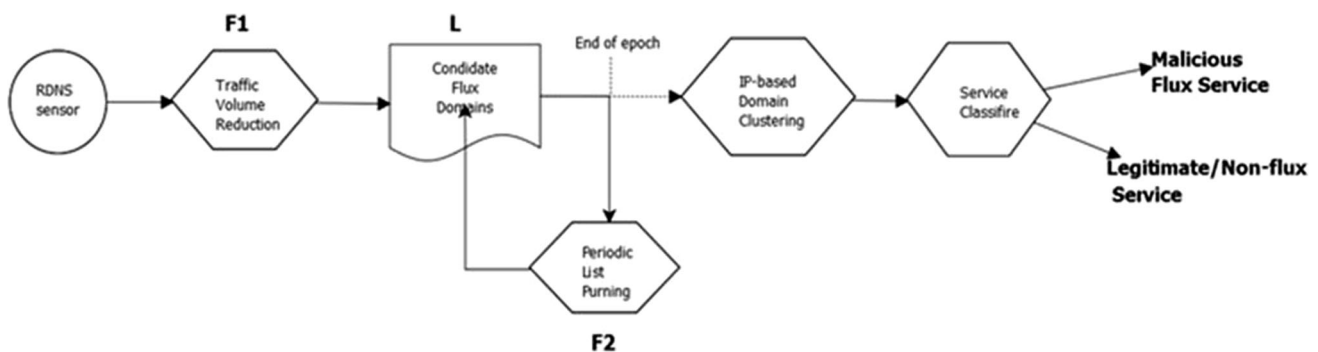 F1
L
End of epoch
RDNS
sensor
Traffic
Volume
Reduction
Condidate
Flux
Domains
IP-based
Domain
Clustering
Service
Classifire
Malicious
Flux Service
Legitimate/Non-flux
Service
Periodic
List
Purning
F2